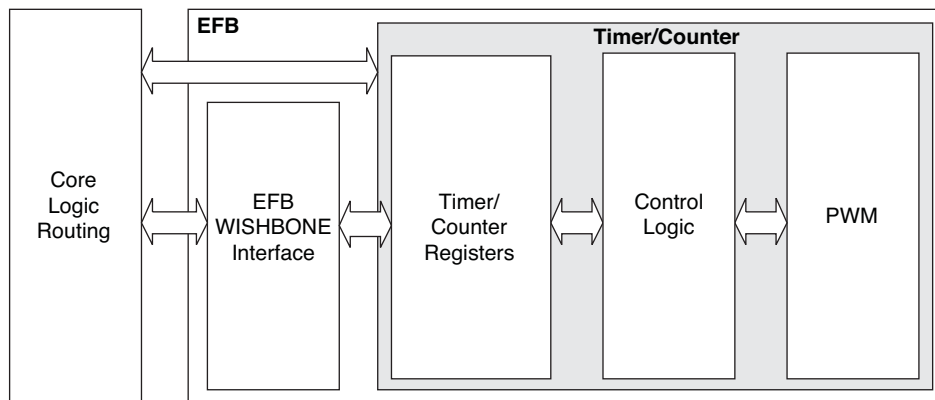 EFB
Timer/Counter
Core
Logic
Routing
EFB
WISHBONE
Interface
Timer/
Counter
Registers
Control
Logic
PWM